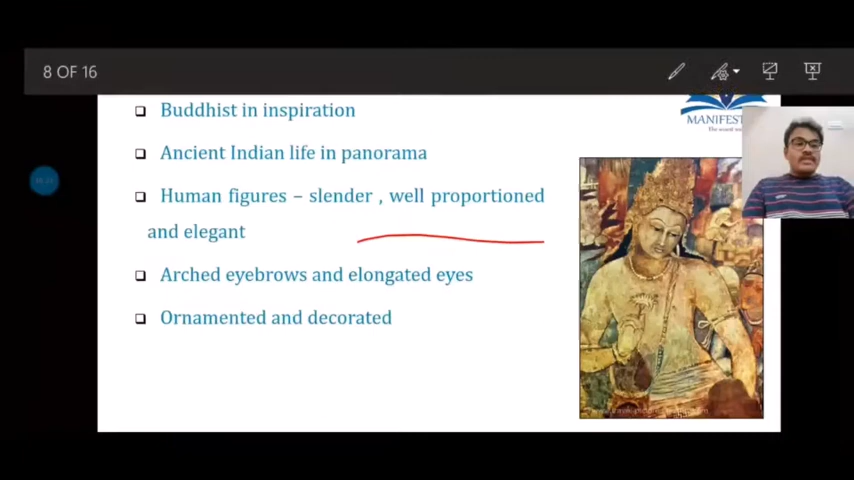 8 OF 16
Buddhist in inspiration
MANIFEST
Ancient Indian life in panorama
Human figures – slender , well proportioned
and elegant
Arched eyebrows and elongated eyes
Ornamented and decorated